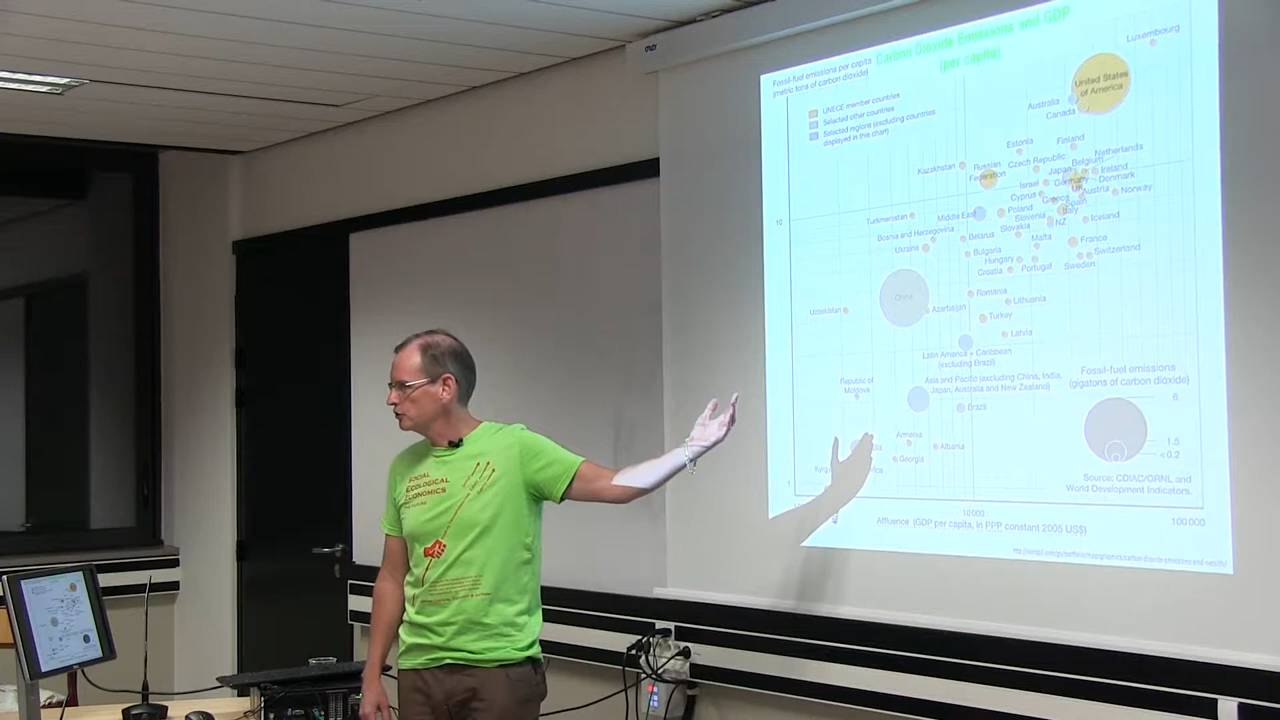 Carbon Dioxide Emissions and GDP
(per capita)
Fossil-fuel emissions per capita
(metric tons of carbon dioxide)
UNECE member countries
Selected other countries
Selected regions (excluding countries
displayed in this chart)
Luxembourg
United States
of America
Australia
Canada
Estonia
Finland
Netherlands
Kazakhstan
Russian
Federation
Czech Republic
Belgium
Japan
Ireland
Israel
Germany
Denmark
UK
Cyprus
Austria
Norway
Greece
Spain
Turkmenistan
Middle East
Poland
Italy
Iceland
Slovenia
NZ
10
Slovakia
Bosnia and Herzegovina
Belarus
Ukraine
Malta
France
Bulgaria
Switzerland
Hungary
Sweden
Croatia
Portugal
China
Romania
Lithuania
Uzbekistan
Azerbaijan
Turkey
Latvia
Latin America + Caribbean
(excluding Brazil)
Republic of
Moldova
Asia and Pacific (excluding China, India,
Japan, Australia and New Zealand)
Brazil
Armenia
Albania
Georgia
Fossil-fuel emissions
(gigatons of carbon dioxide)
6
1.5
<0.2
Source: CDIAC/ORNL and
World Development Indicators.
1
10 000
100 000
Affluence (GDP per capita, in PPP constant 2005 US$)
SOCIAL
ECOLOGICAL
ECONOMICS